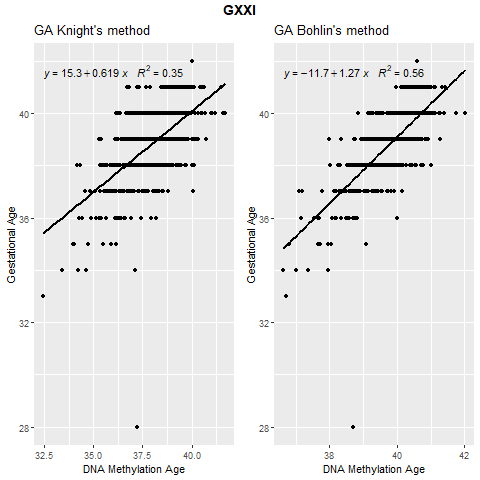 GXXI
GA Knight's method
GA Bohlin's method
y = 15.3 + 0.619 x   R² = 0.35
y = −11.7 + 1.27 x   R² = 0.56
Gestational Age
40
36
32
28
32.5 35.0 37.5 40.0
DNA Methylation Age
Gestational Age
40
36
32
28
38 40 42
DNA Methylation Age